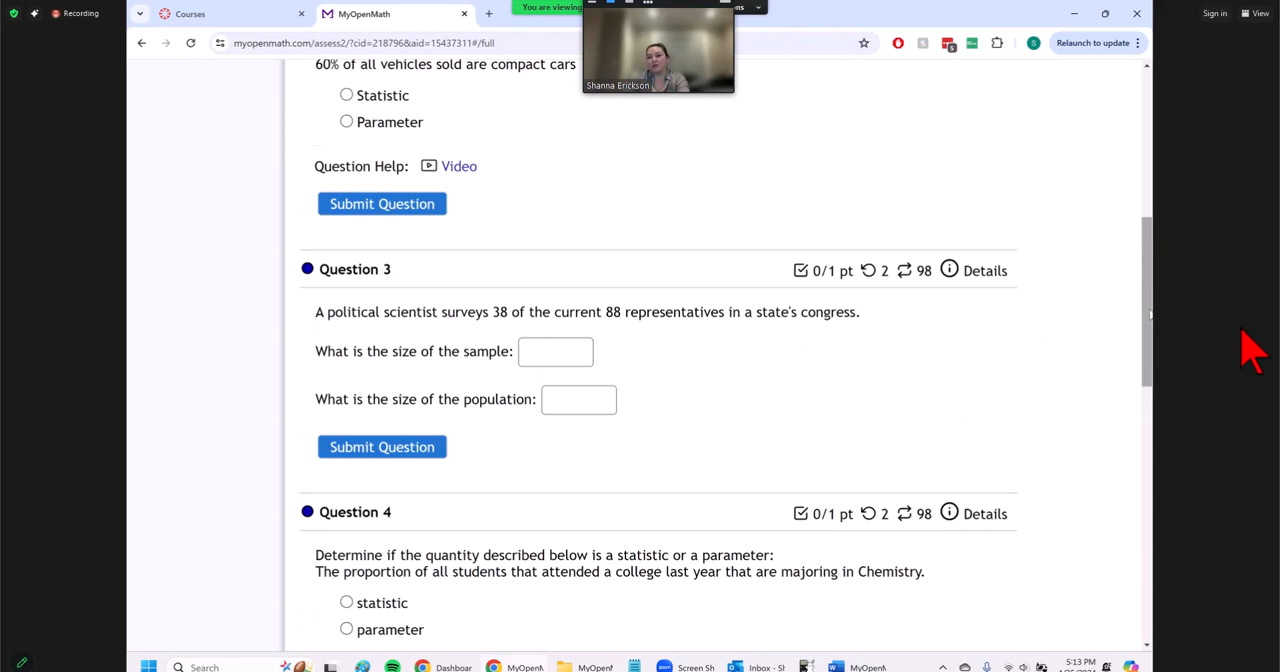 Recording
Courses
MyOpenMath
You are viewing
ons
Sign in
View
myopenmath.com/assess2/?cid=218796&aid=15437311#/full
Relaunch to update
Shanna Erickson
60% of all vehicles sold are compact cars
Statistic
Parameter
Question Help: Video
Submit Question
Question 3
0/1 pt 2 98 Details
A political scientist surveys 38 of the current 88 representatives in a state's congress.
What is the size of the sample:
What is the size of the population:
Submit Question
Question 4
0/1 pt 2 98 Details
Determine if the quantity described below is a statistic or a parameter:
The proportion of all students that attended a college last year that are majoring in Chemistry.
statistic
parameter
5:13 PM
Search
Dashboar
MyOpenM
MyOpenM
Screen Sh
Inbox - Sh
MyOpenM